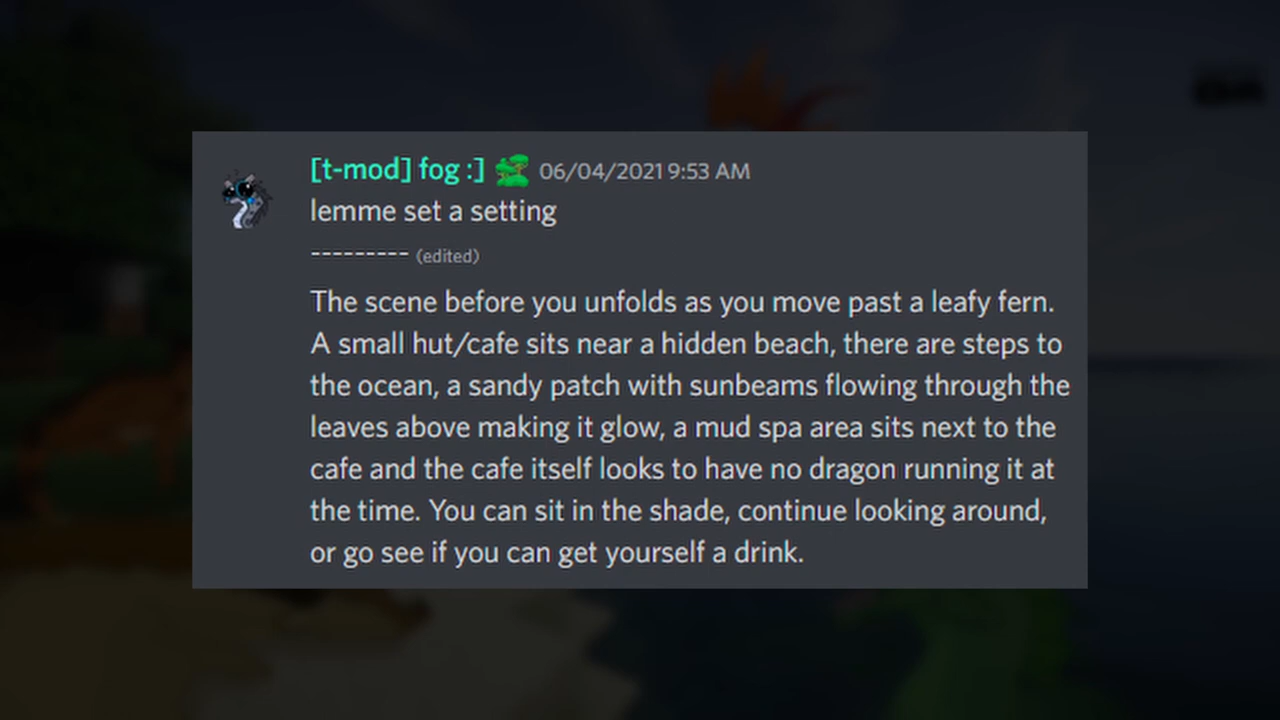 [t-mod] fog :] 06/04/2021 9:53 AM
lemme set a setting
--------- (edited)
The scene before you unfolds as you move past a leafy fern.
A small hut/cafe sits near a hidden beach, there are steps to
the ocean, a sandy patch with sunbeams flowing through the
leaves above making it glow, a mud spa area sits next to the
cafe and the cafe itself looks to have no dragon running it at
the time. You can sit in the shade, continue looking around,
or go see if you can get yourself a drink.